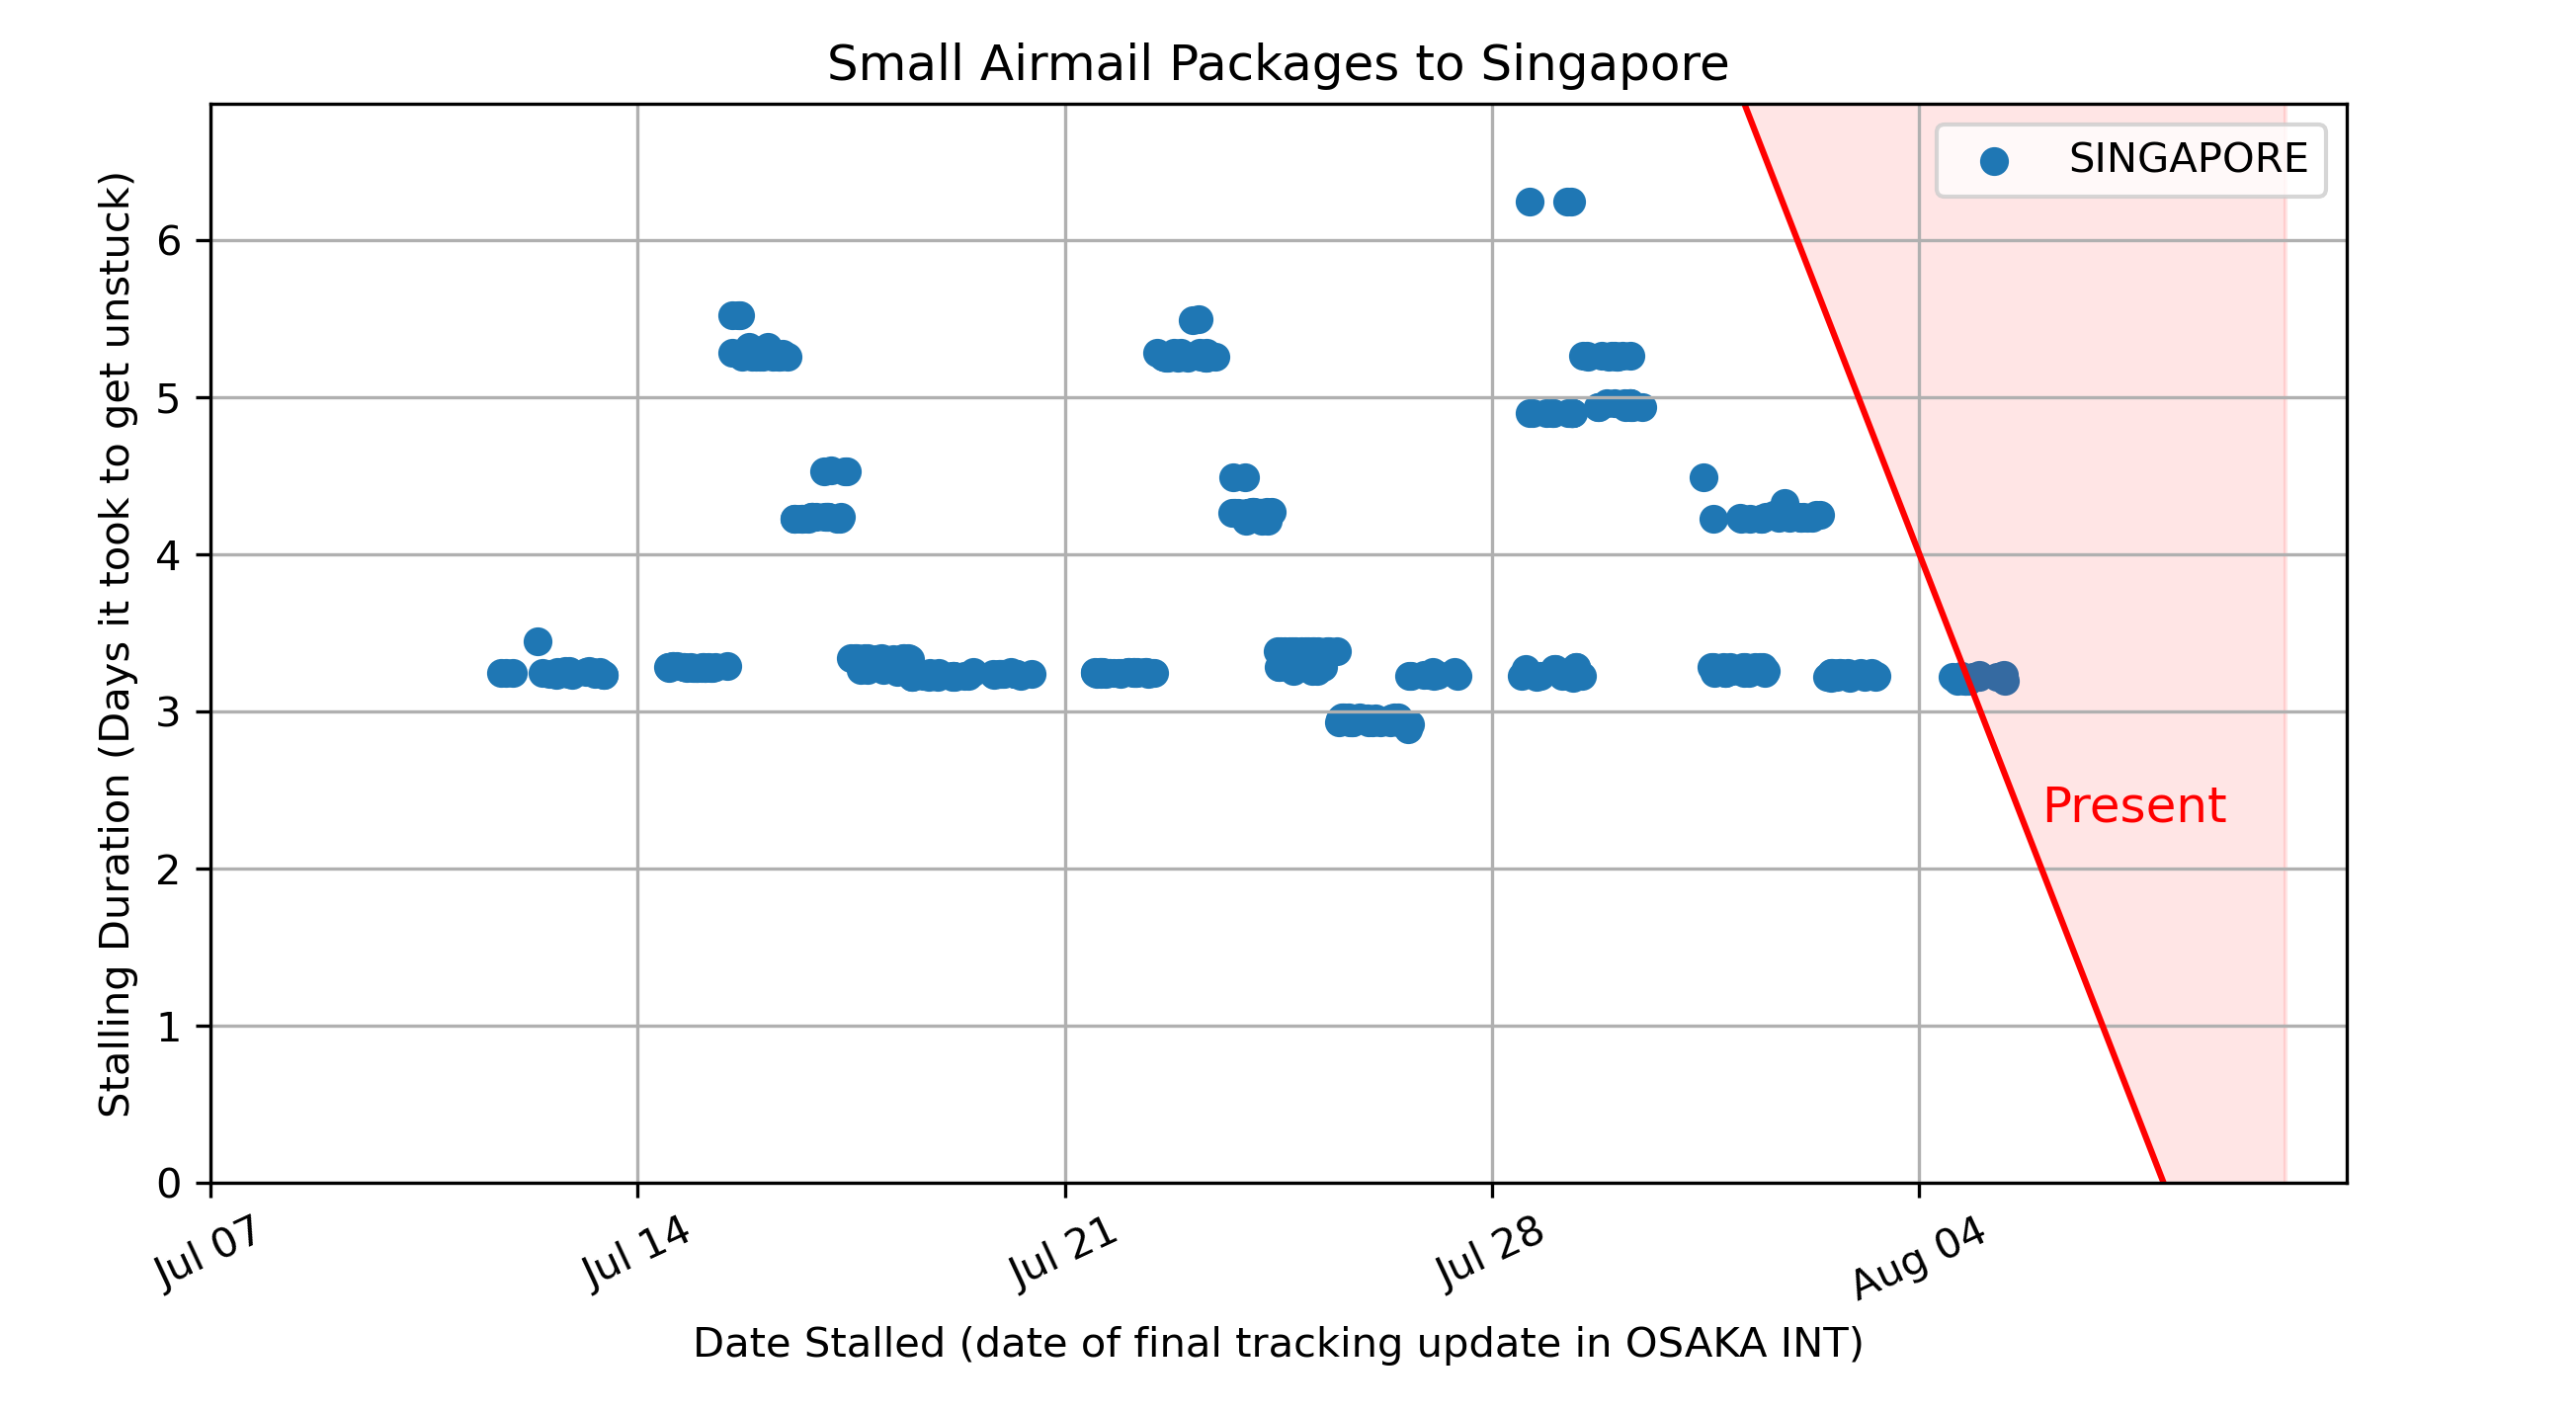 Small Airmail Packages to Singapore
SINGAPORE
Stalling Duration (Days it took to get unstuck)
6
5
4
3
2
1
0
Present
Jul 07
Jul 14
Jul 21
Jul 28
Aug 04
Date Stalled (date of final tracking update in OSAKA INT)